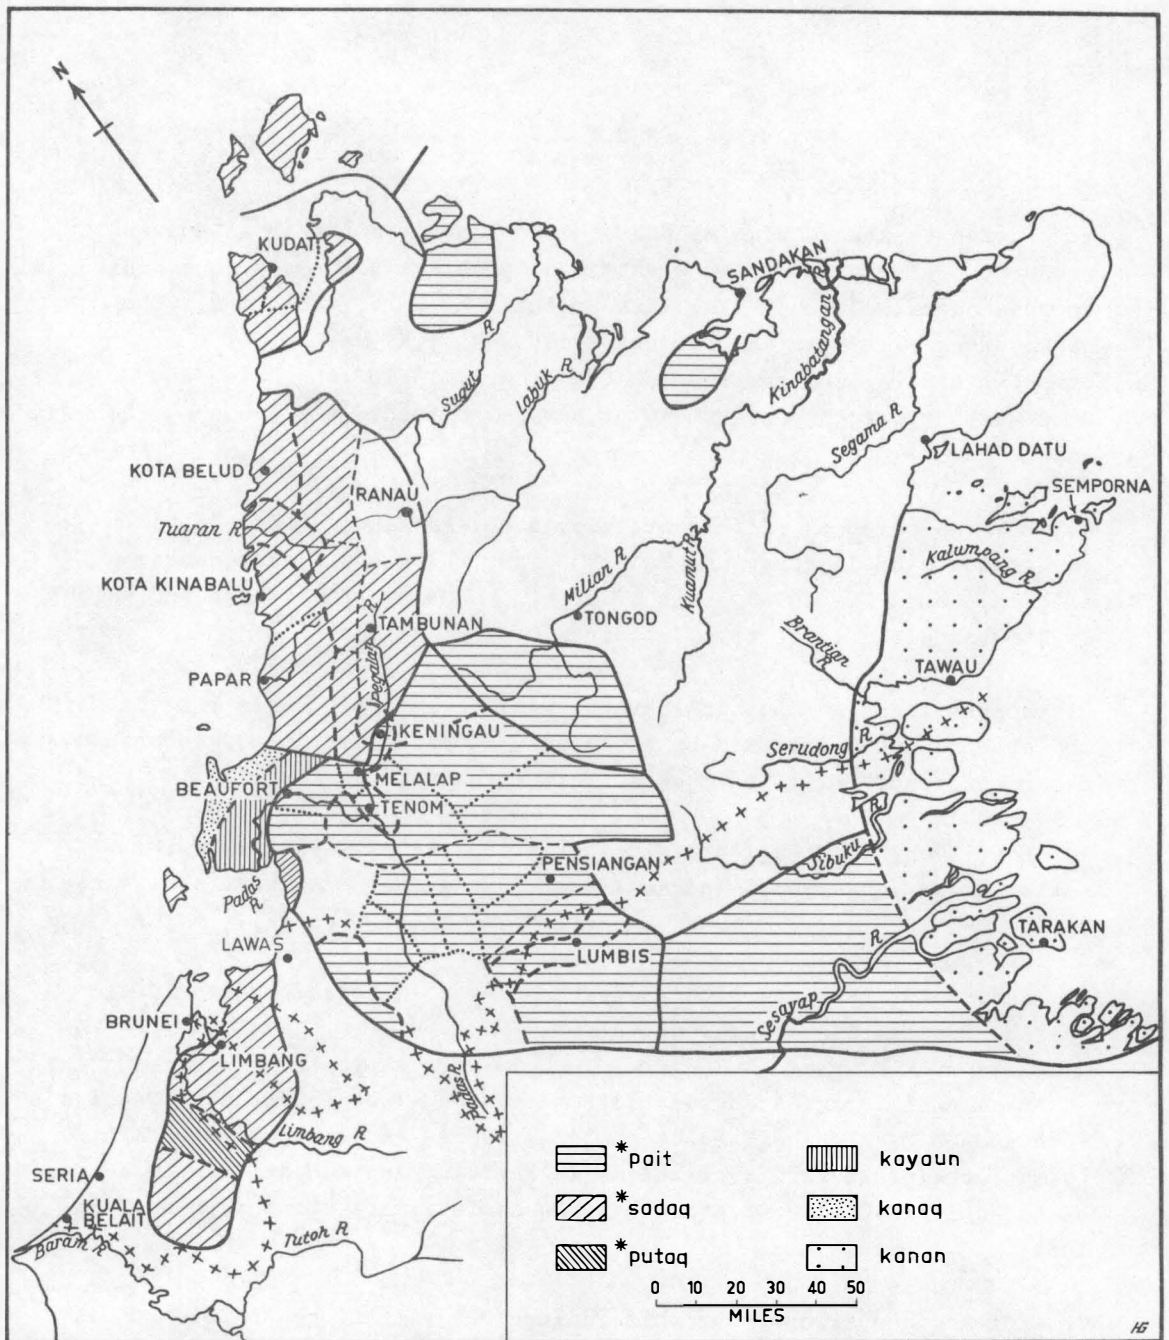 N
KUDAT
SANDAKAN
Sugut R
Labuk R
Kinabatangan R
Segama R
KOTA BELUD
LAHAD DATU
SEMPORNA
RANAU
Tuaran R
Kalumpang R
KOTA KINABALU
Milian R
Kuamut R
TAMBUNAN
TONGOD
Brantian R
Pegalan R
PAPAR
TAWAU
KENINGAU
Serudong R
MELALAP
BEAUFORT
TENOM
Sibuku R
PENSIANGAN
Padas R
TARAKAN
LAWAS
LUMBIS
Sesayap R
BRUNEI
LIMBANG
Padas R
Limbang R
SERIA
KUALA
BELAIT
Baram R
Tutoh R
*pait
kayaun
*sadaq
kanaq
*putaq
kanan
0 10 20 30 40 50
MILES
HG